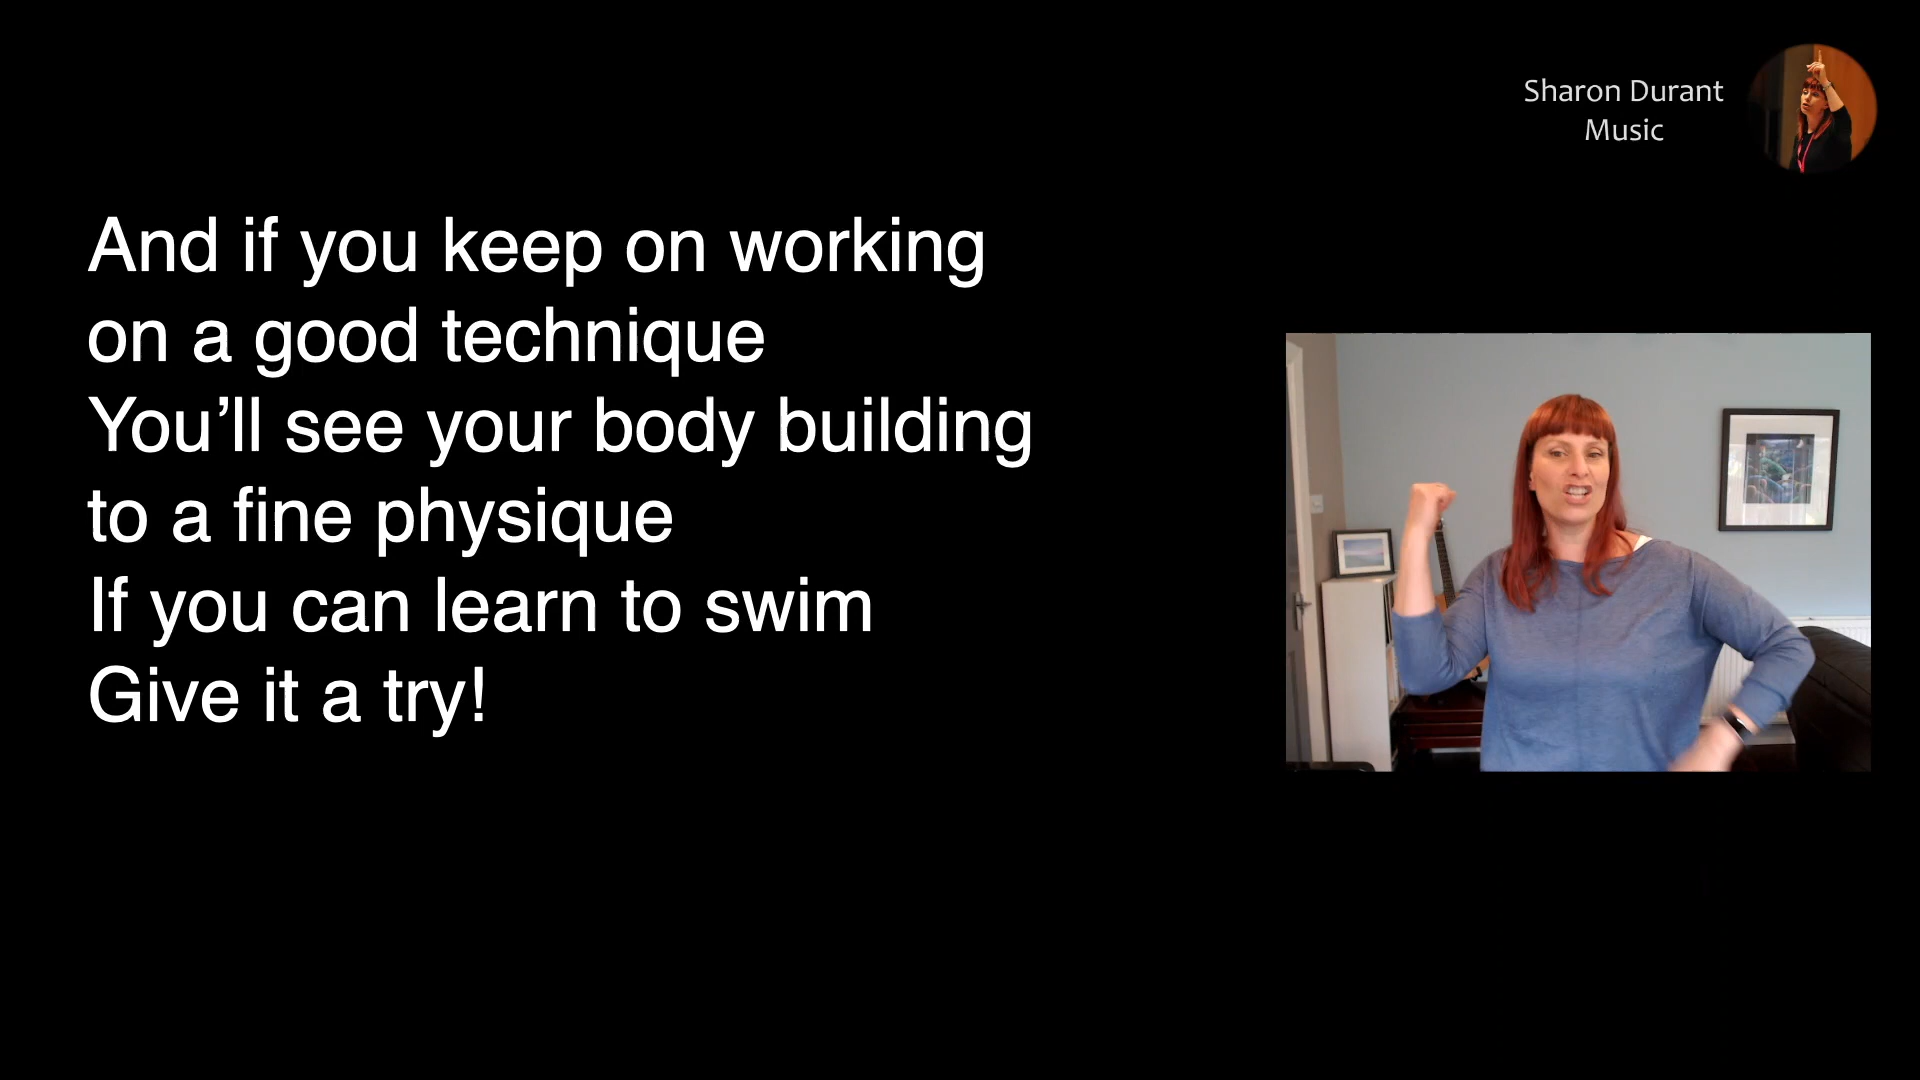 Sharon Durant
Music
And if you keep on working
on a good technique
You’ll see your body building
to a fine physique
If you can learn to swim
Give it a try!